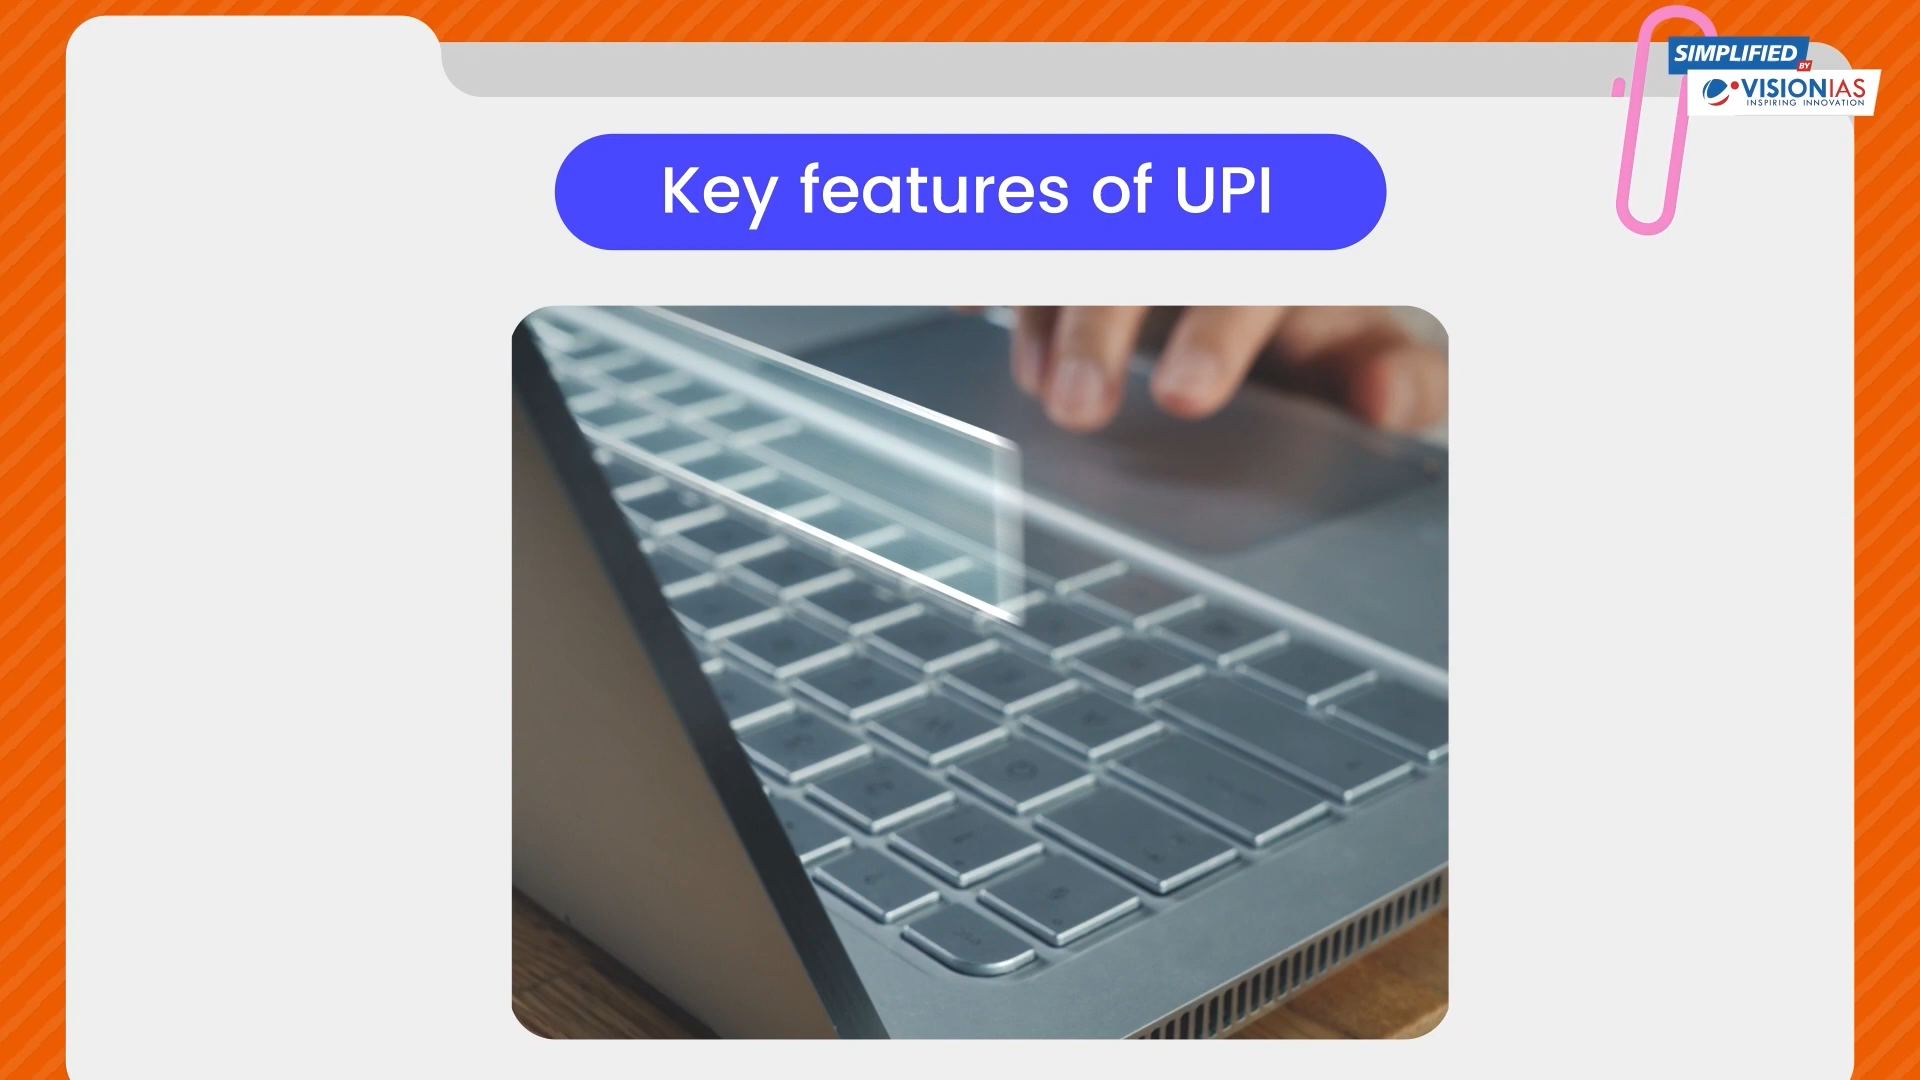 SIMPLIFIED
BY
VISIONIAS
INSPIRING INNOVATION
Key features of UPI